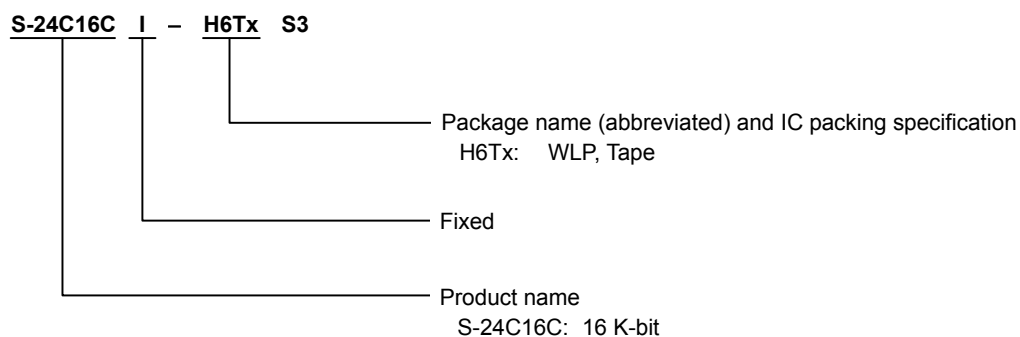 S-24C16C I – H6Tx S3
Package name (abbreviated) and IC packing specification
H6Tx: WLP, Tape
Fixed
Product name
S-24C16C: 16 K-bit